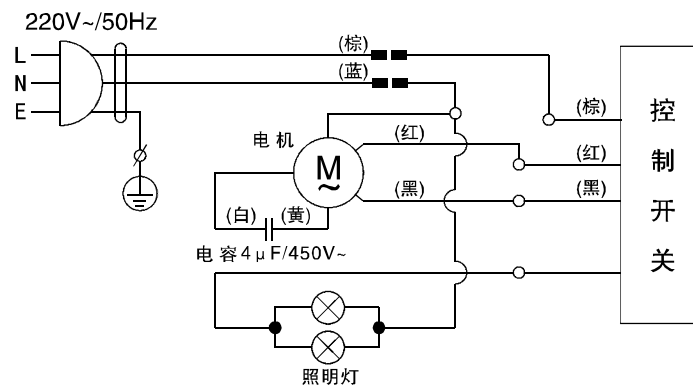 220V~/50Hz
L
N
E
(棕)
(蓝)
(棕)
电机
(红)
(红)
M
~
(黑)
(黑)
(白)
(黄)
电容4μF/450V~
照明灯
控
制
开
关